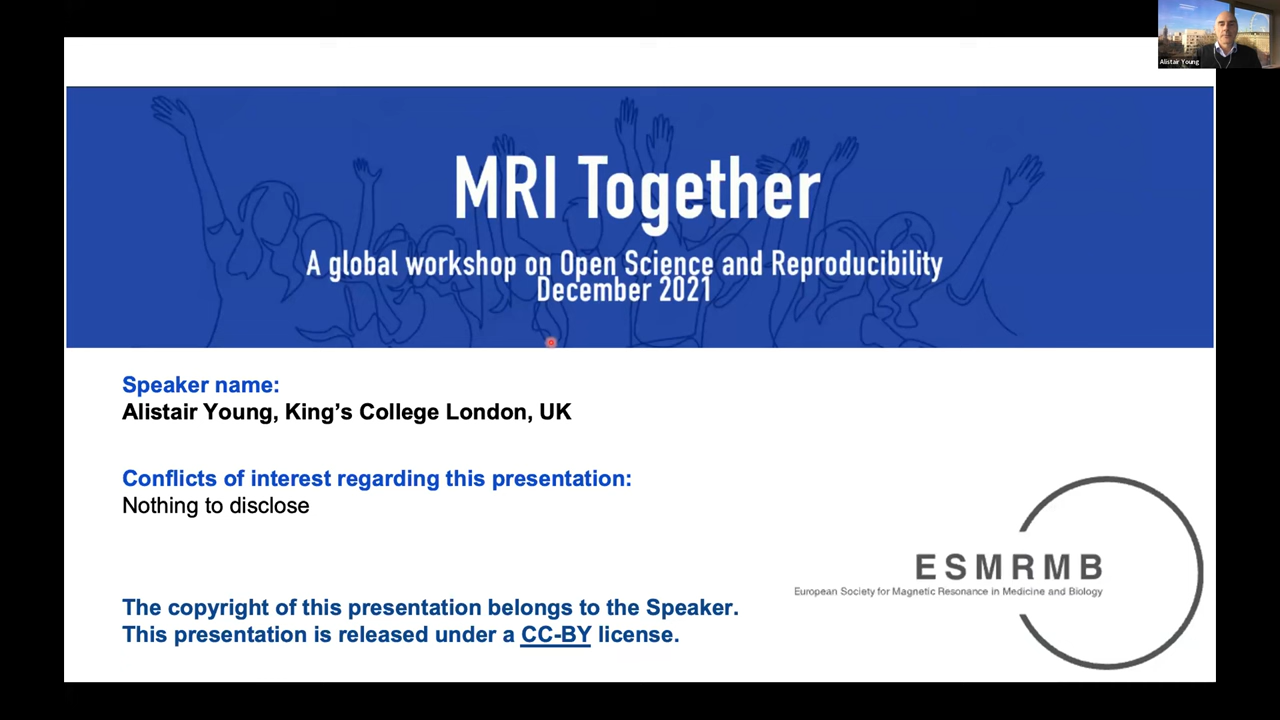 Alistair Young
MRI Together
A global workshop on Open Science and Reproducibility
December 2021
Speaker name:
Alistair Young, King’s College London, UK
Conflicts of interest regarding this presentation:
Nothing to disclose
ESMRMB
European Society for Magnetic Resonance in Medicine and Biology
The copyright of this presentation belongs to the Speaker.
This presentation is released under a CC-BY license.